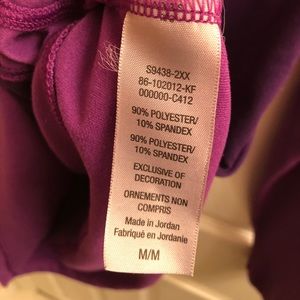 S9438-2XX
86-102D12-KF
000000-C412
90% POLYESTER/
10% SPANDEX
90% POLYESTER/
10% SPANDEX
EXCLUSIVE OF
DECORATION
ORNEMENTS NON
COMPRIS
Made in Jordan
Fabriqué en Jordanie
M/M